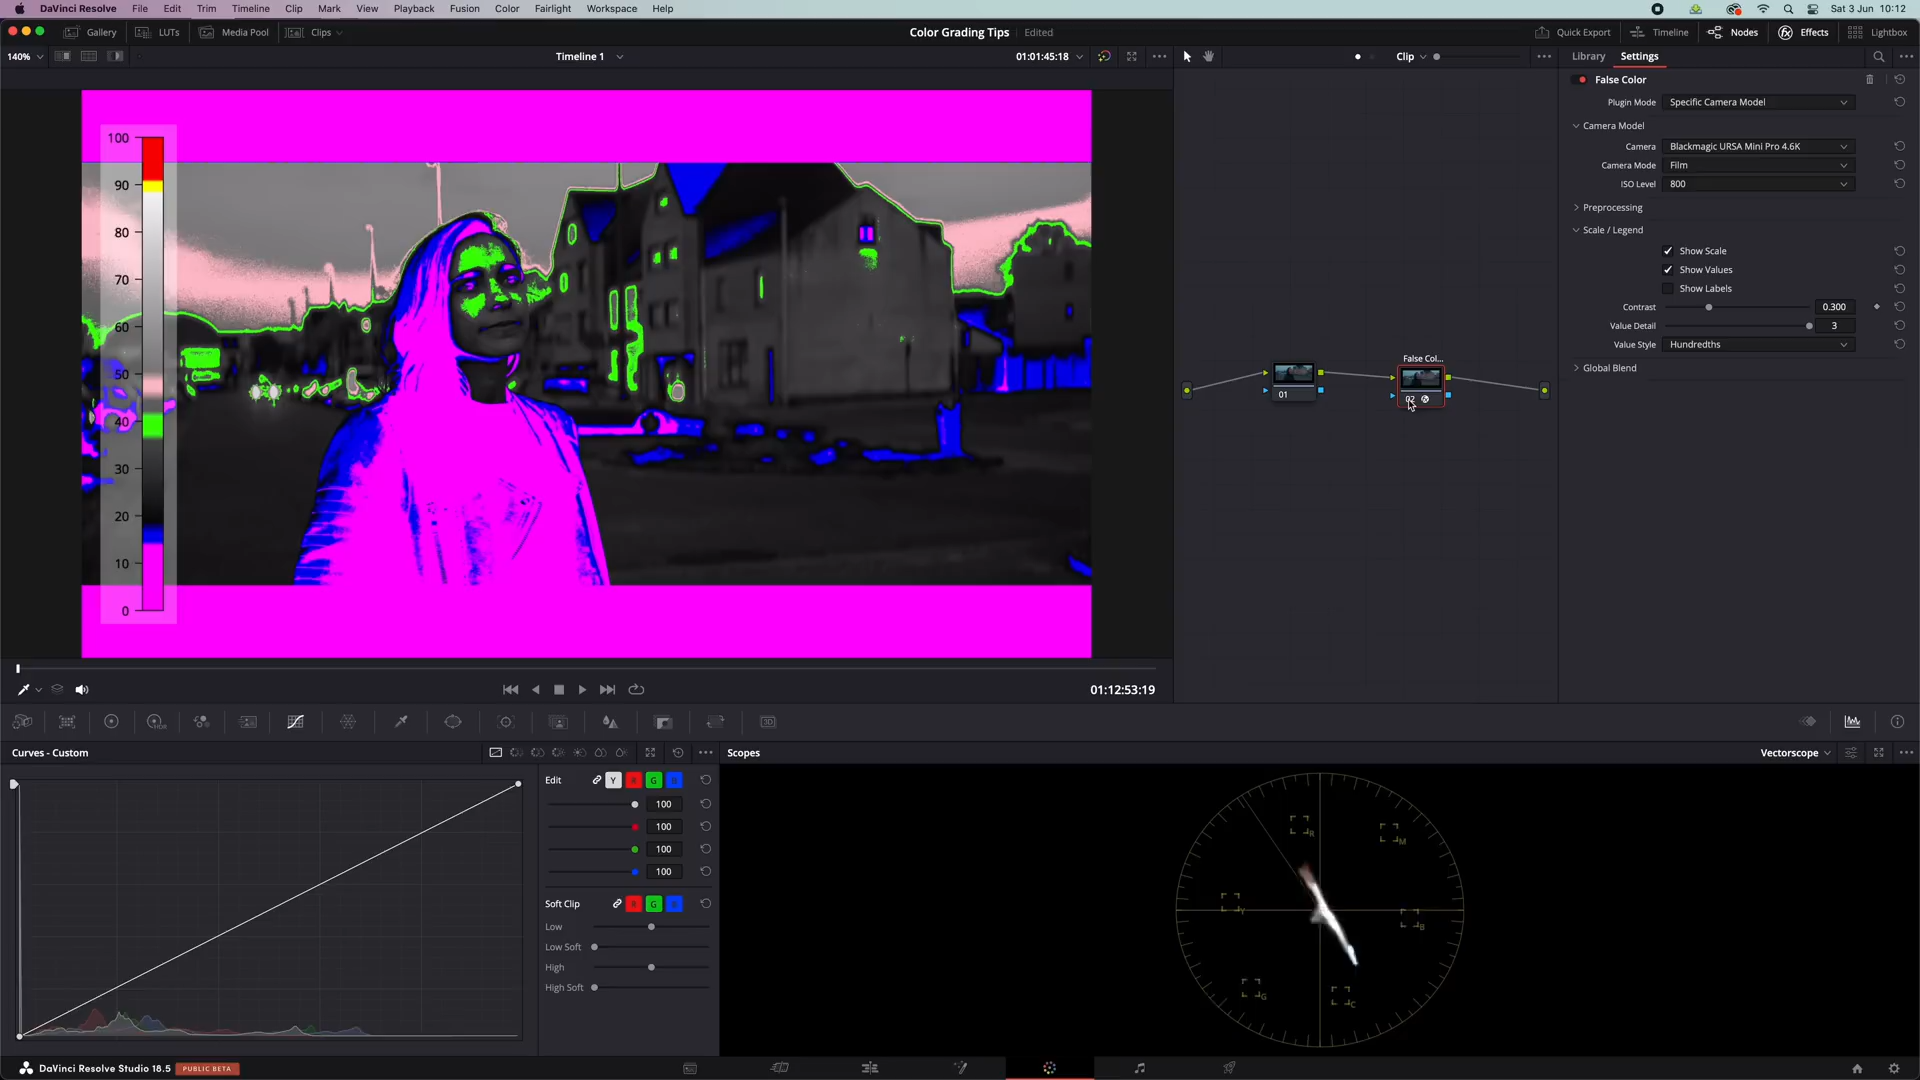 DaVinci Resolve File Edit Trim Timeline Clip Mark View Playback Fusion Color Fairlight Workspace Help Sat 3 Jun 10:12
Gallery LUTs Media Pool Clips Color Grading Tips Edited Quick Export Timeline Nodes Effects Lightbox
140% Timeline 1 01:01:45:18 Clip Library Settings
False Color
Plugin Mode Specific Camera Model
Camera Model
Camera Blackmagic URSA Mini Pro 4.6K
Camera Mode Film
ISO Level 800
Preprocessing
Scale / Legend
Show Scale
Show Values
Show Labels
Contrast 0.300
Value Detail 3
Value Style Hundredths
Global Blend
100
90
80
70
60
50
40
30
20
10
0
False Col...
01
02
01:12:53:19
Curves - Custom
Edit Y R G B
100
100
100
100
Soft Clip R G B
Low
Low Soft
High
High Soft
Scopes Vectorscope
R
M
Y
B
G
C
DaVinci Resolve Studio 18.5 PUBLIC BETA